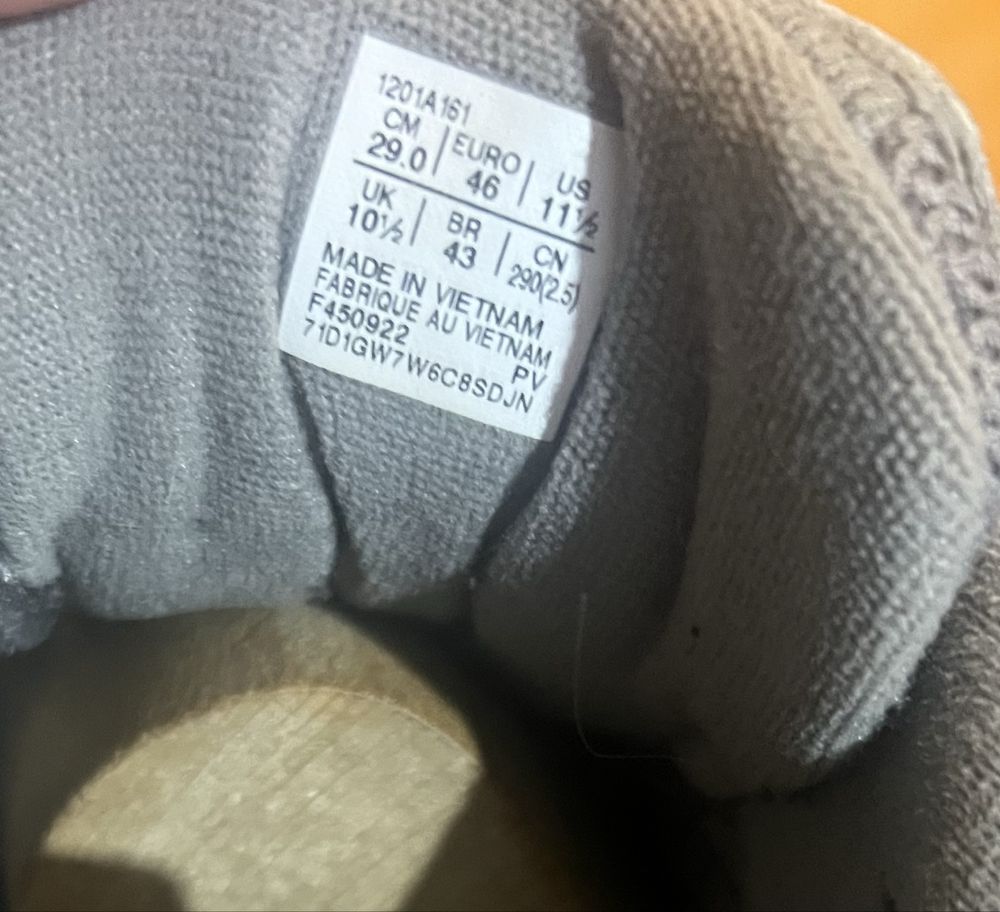 1201A161
CM | EURO | US
29.0 | 46 | 11½
UK | BR | CN
10½ | 43 | 290(2.5)
MADE IN VIETNAM
FABRIQUE AU VIETNAM
F450922 PV
71D1GW7W6C8SDJN